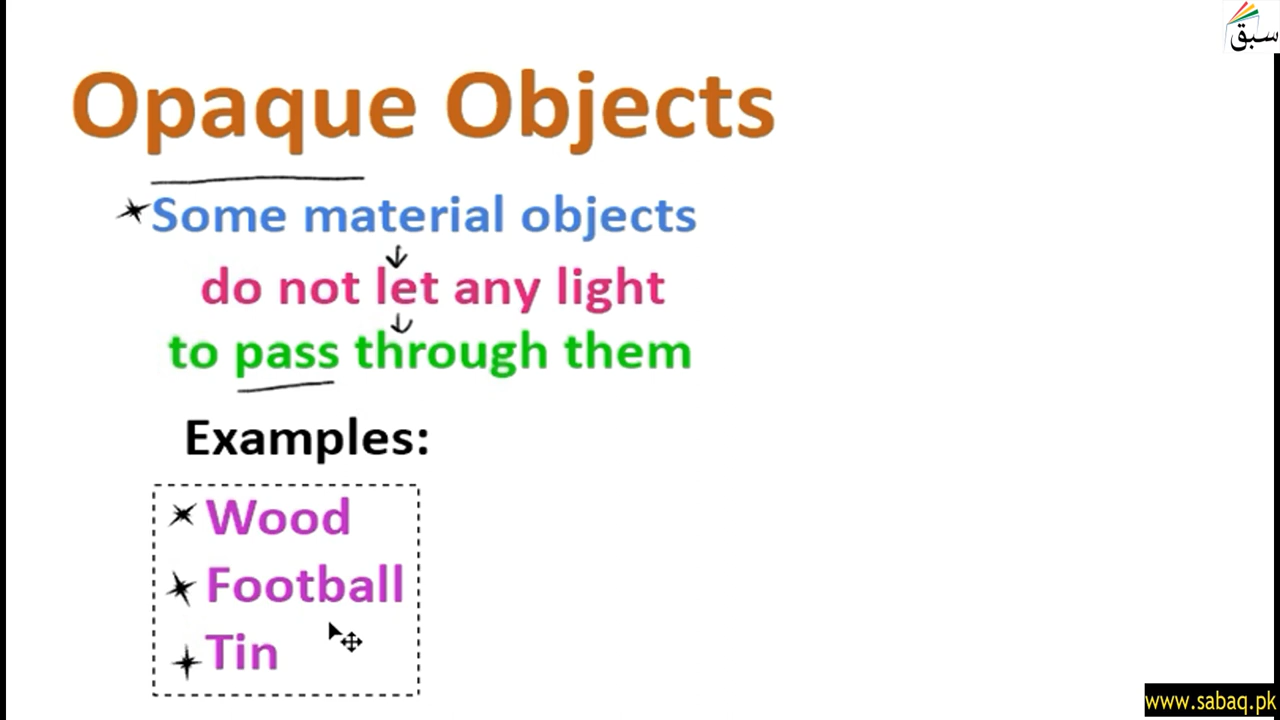 سبق
Opaque Objects
Some material objects
do not let any light
to pass through them
Examples:
Wood
Football
Tin
www.sabaq.pk